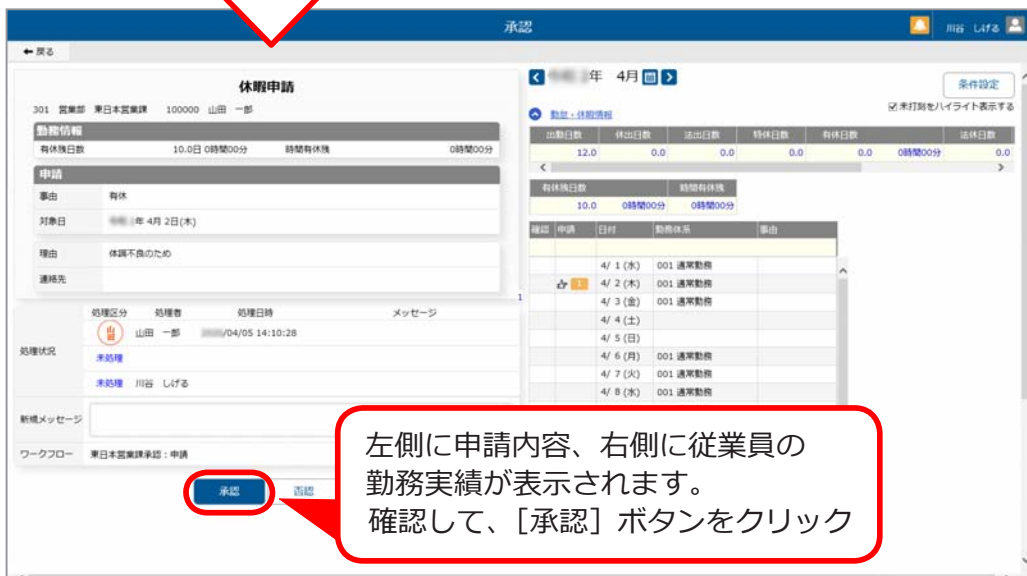 承認
川谷 しげる
戻る
休暇申請
301 営業部 東日本営業課 100000 山田 一郎
勤務情報
有休残日数 10.0日 0時間00分 時間有休残 0時間00分
申請
事由 有休
対象日 年 4月 2日(木)
理由 体調不良のため
連絡先
処理区分 処理者 処理日時 メッセージ
処理状況
山田 一郎 /04/05 14:10:28
未処理
未処理 川谷 しげる
新規メッセージ
ワークフロー 東日本営業課承認：申請
承認 否認
年 4月
条件設定
勤怠・休暇情報
未打刻をハイライト表示する
出勤日数 休出日数 法出日数 特休日数 有休日数 法休日数
12.0 0.0 0.0 0.0 0.0 0時間00分 0.0
有休残日数 時間有休残
10.0 0時間00分 0時間00分
確認 申請 日付 勤務体系 事由
4/ 1 (水) 001 通常勤務
1 4/ 2 (木) 001 通常勤務
4/ 3 (金) 001 通常勤務
4/ 4 (土)
4/ 5 (日)
4/ 6 (月) 001 通常勤務
4/ 7 (火) 001 通常勤務
4/ 8 (水) 001 通常勤務
左側に申請内容、右側に従業員の
勤務実績が表示されます。
確認して、［承認］ボタンをクリック